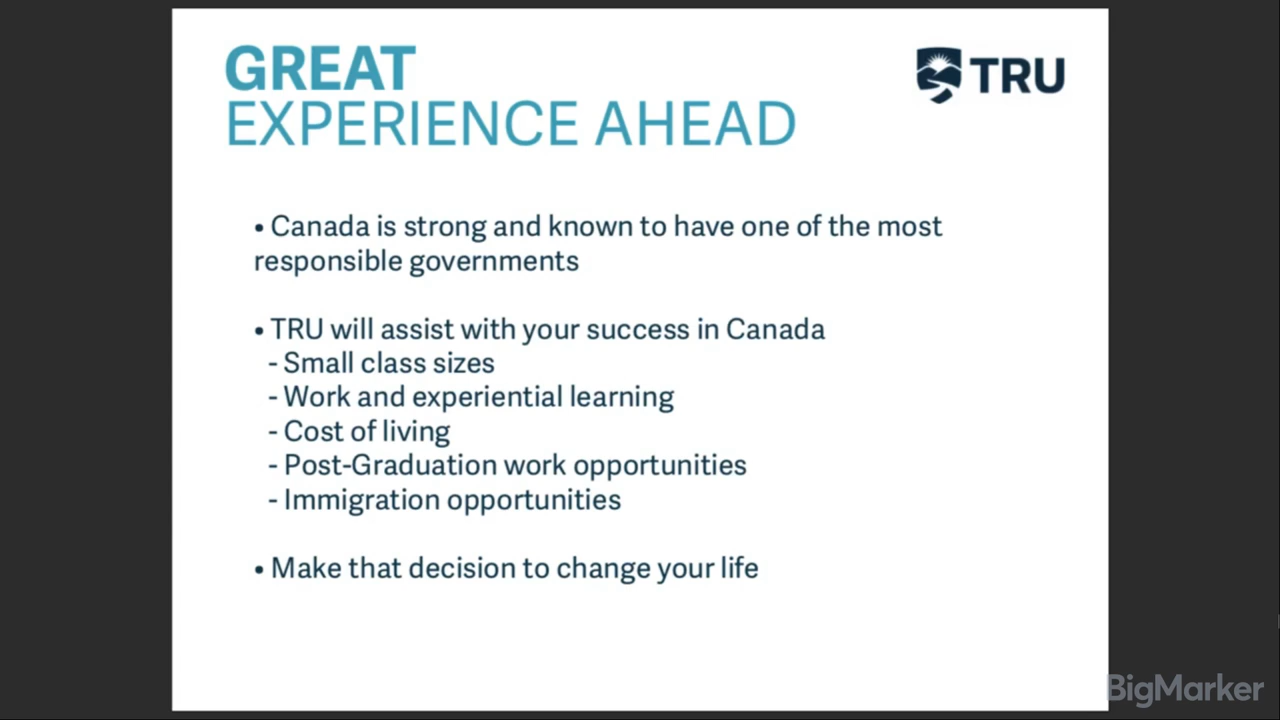 GREAT
EXPERIENCE AHEAD
TRU
• Canada is strong and known to have one of the most
responsible governments
• TRU will assist with your success in Canada
- Small class sizes
- Work and experiential learning
- Cost of living
- Post-Graduation work opportunities
- Immigration opportunities
• Make that decision to change your life
BigMarker